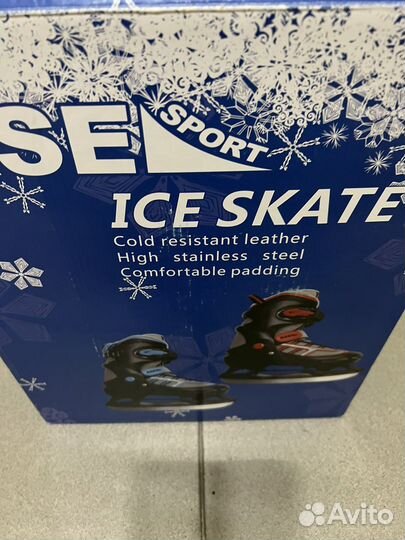 SE SPORT
ICE SKATE
Cold resistant leather
High stainless steel
Comfortable padding
Avito